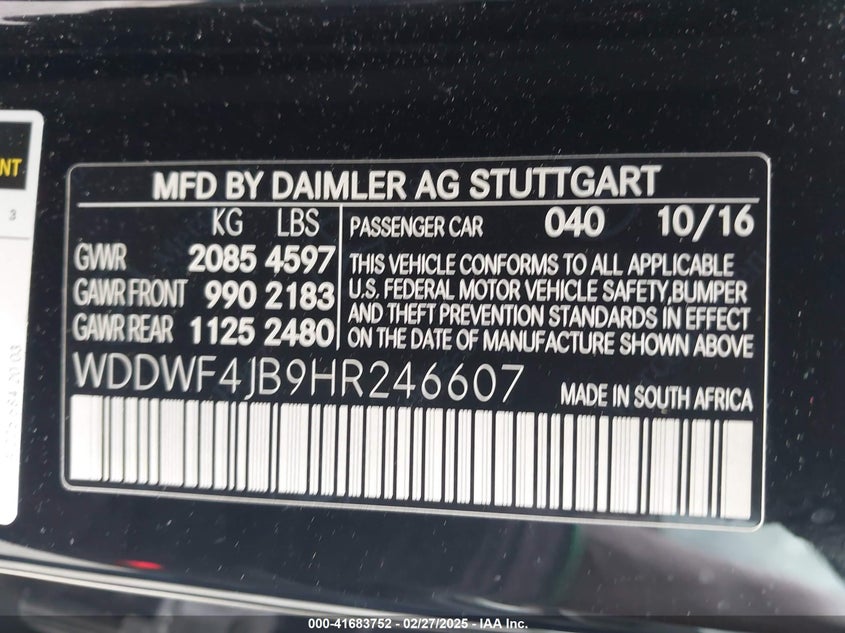 NT
3
MFD BY DAIMLER AG STUTTGART
KG LBS
PASSENGER CAR 040 10/16
GVWR 2085 4597
GAWR FRONT 990 2183
GAWR REAR 1125 2480
THIS VEHICLE CONFORMS TO ALL APPLICABLE
U.S. FEDERAL MOTOR VEHICLE SAFETY,BUMPER
AND THEFT PREVENTION STANDARDS IN EFFECT
ON THE DATE OF MANUFACTURE SHOWN ABOVE
WDDWF4JB9HR246607
MADE IN SOUTH AFRICA
000-41683752 - 02/27/2025 - IAA Inc.